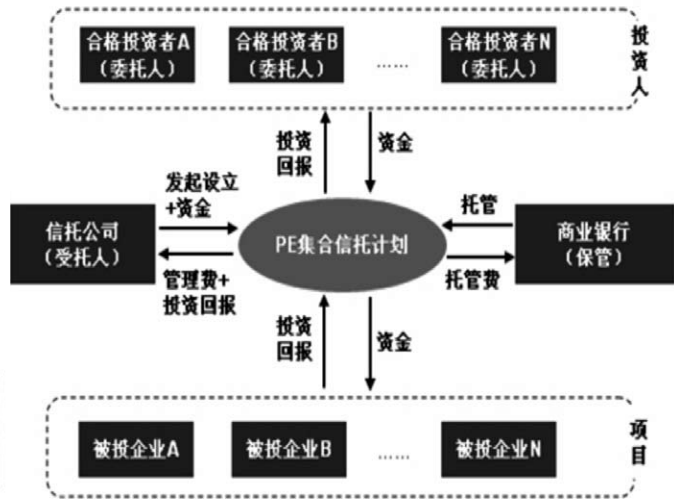 合格投资者A
（委托人）
合格投资者B
（委托人）
……
合格投资者N
（委托人）
投资人
投资
回报
资金
发起设立
+资金
托管
信托公司
（受托人）
PE集合信托计划
商业银行
（保管）
管理费+
投资回报
托管费
投资
回报
资金
被投企业A
被投企业B
……
被投企业N
项目